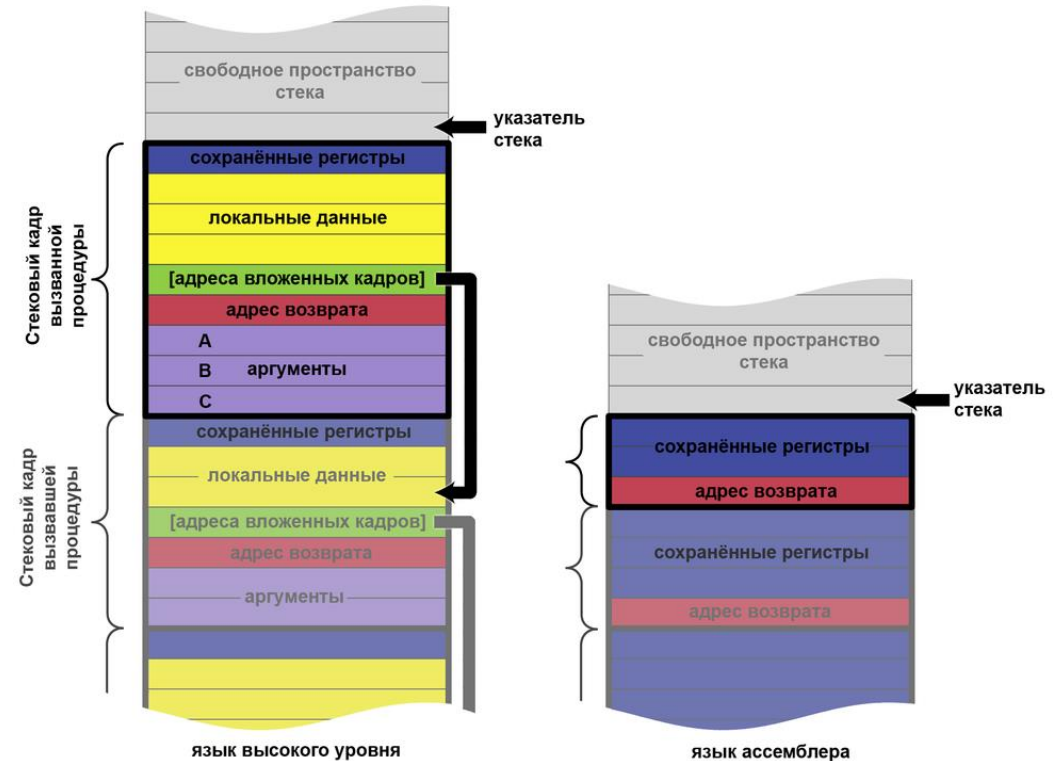 свободное пространство
стека
указатель
стека
Стековый кадр
вызванной
процедуры
сохранённые регистры
локальные данные
[адреса вложенных кадров]
адрес возврата
A
B аргументы
C
Стековый кадр
вызвавшей
процедуры
сохранённые регистры
локальные данные
[адреса вложенных кадров]
адрес возврата
аргументы
язык высокого уровня
свободное пространство
стека
указатель
стека
сохранённые регистры
адрес возврата
сохранённые регистры
адрес возврата
язык ассемблера